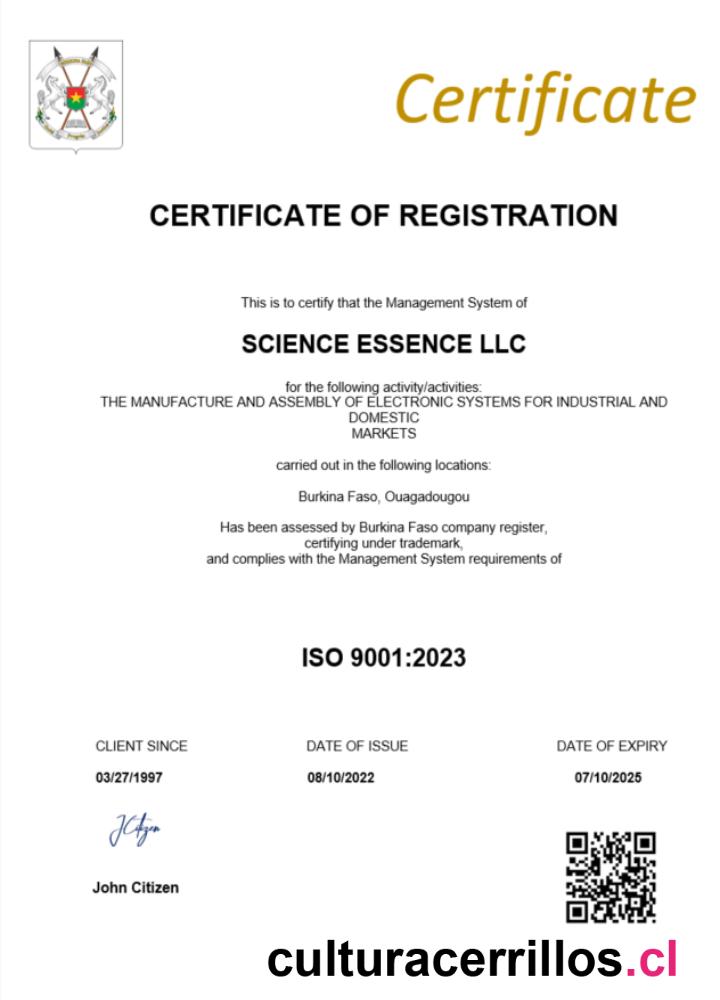 Certificate
CERTIFICATE OF REGISTRATION
This is to certify that the Management System of
SCIENCE ESSENCE LLC
for the following activity/activities:
THE MANUFACTURE AND ASSEMBLY OF ELECTRONIC SYSTEMS FOR INDUSTRIAL AND
DOMESTIC
MARKETS
carried out in the following locations:
Burkina Faso, Ouagadougou
Has been assessed by Burkina Faso company register,
certifying under trademark,
and complies with the Management System requirements of
ISO 9001:2023
CLIENT SINCE DATE OF ISSUE DATE OF EXPIRY
03/27/1997 08/10/2022 07/10/2025
JCitizen
John Citizen
culturacerrillos.cl